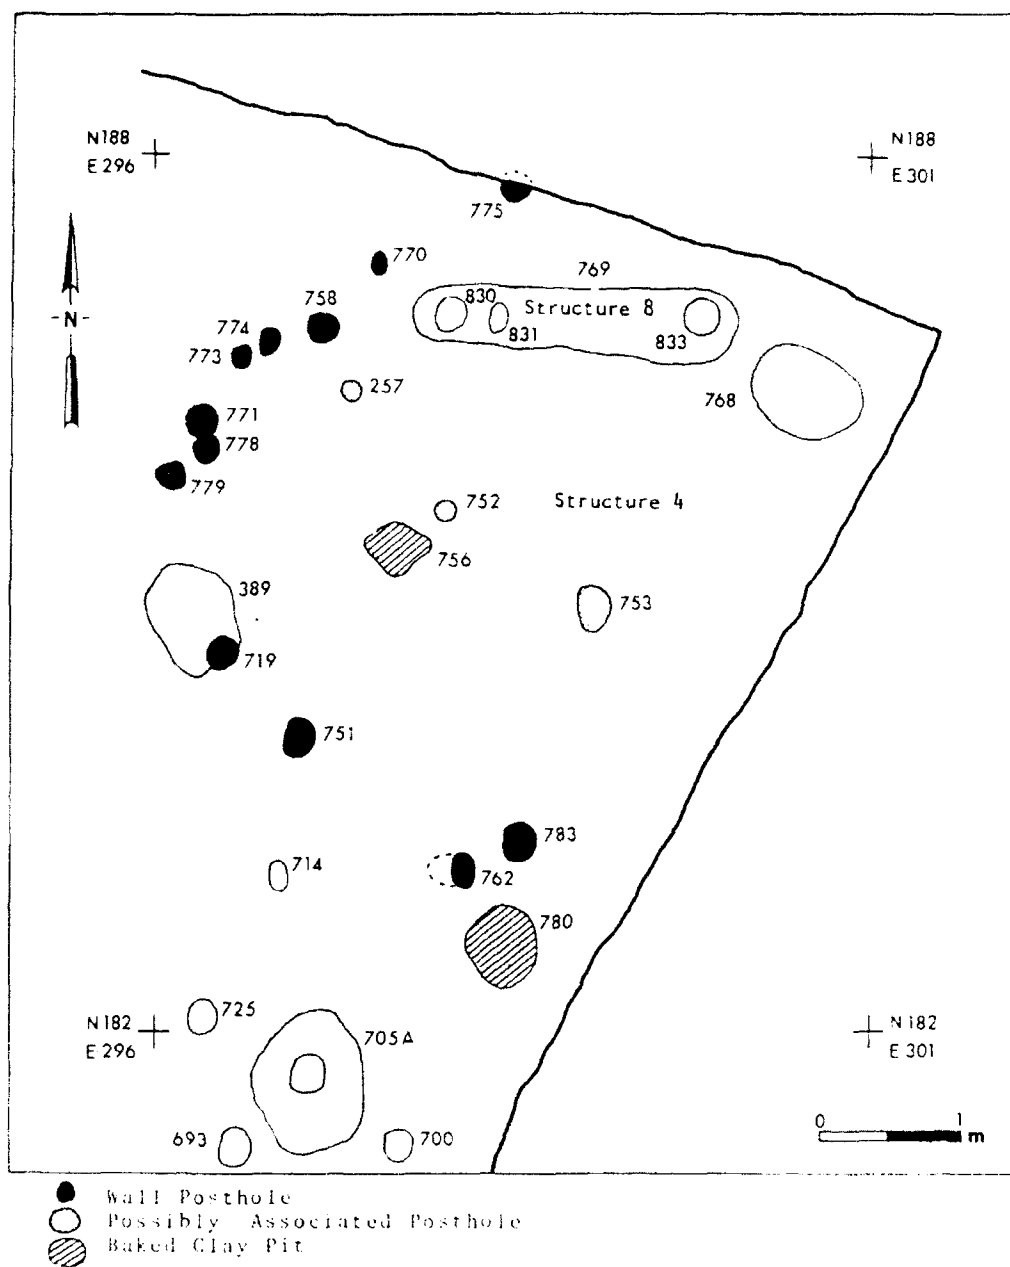 N188
E296
N188
E301
775
770
769
758
830
Structure 8
774
831
833
773
257
768
771
778
779
752
Structure 4
756
389
753
719
751
783
714
762
780
N182
E296
725
705A
N182
E301
693
700
0 1
m
-N-
Wall Posthole
Possibly Associated Posthole
Baked Clay Pit